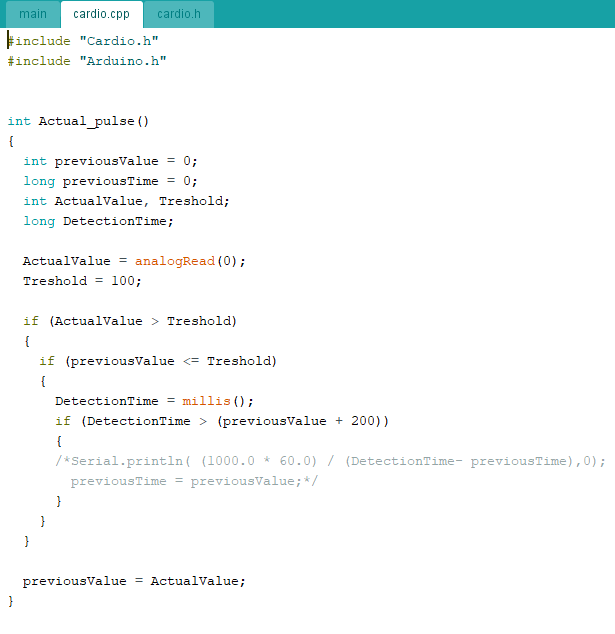 main cardio.cpp cardio.h
#include "Cardio.h"
#include "Arduino.h"
int Actual_pulse()
{
int previousValue = 0;
long previousTime = 0;
int ActualValue, Treshold;
long DetectionTime;
ActualValue = analogRead(0);
Treshold = 100;
if (ActualValue > Treshold)
{
if (previousValue <= Treshold)
{
DetectionTime = millis();
if (DetectionTime > (previousValue + 200))
{
/*Serial.println( (1000.0 * 60.0) / (DetectionTime- previousTime),0);
previousTime = previousValue;*/
}
}
}
previousValue = ActualValue;
}